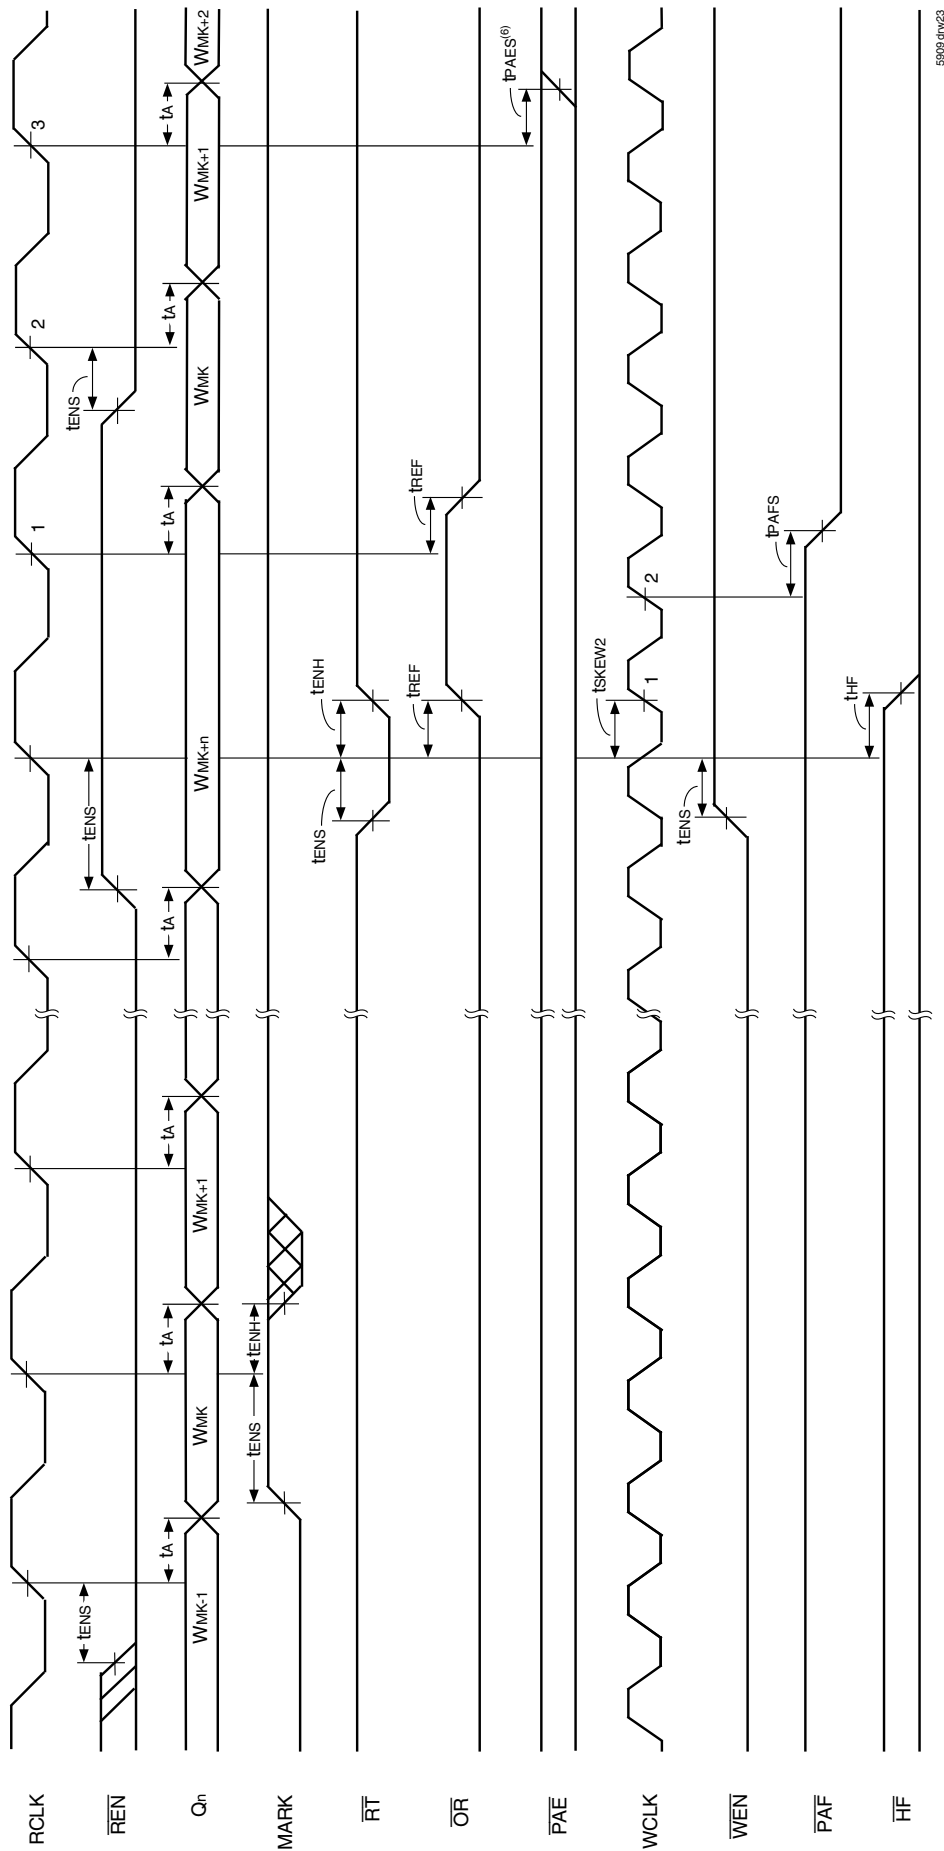 RCLK
1
2
3
REN
tENS
tENS
tENS
Qn
WMK-1
tA
WMK
tA
WMK+1
tA
tA
WMK+n
tA
WMK
tA
WMK+1
tA
WMK+2
MARK
tENS
tENH
RT
tENS
tENH
OR
tREF
tREF
PAE
tPAES(6)
WCLK
tSKEW2
1
2
WEN
tENS
PAF
tPAFS
HF
tHF
5909 drw23